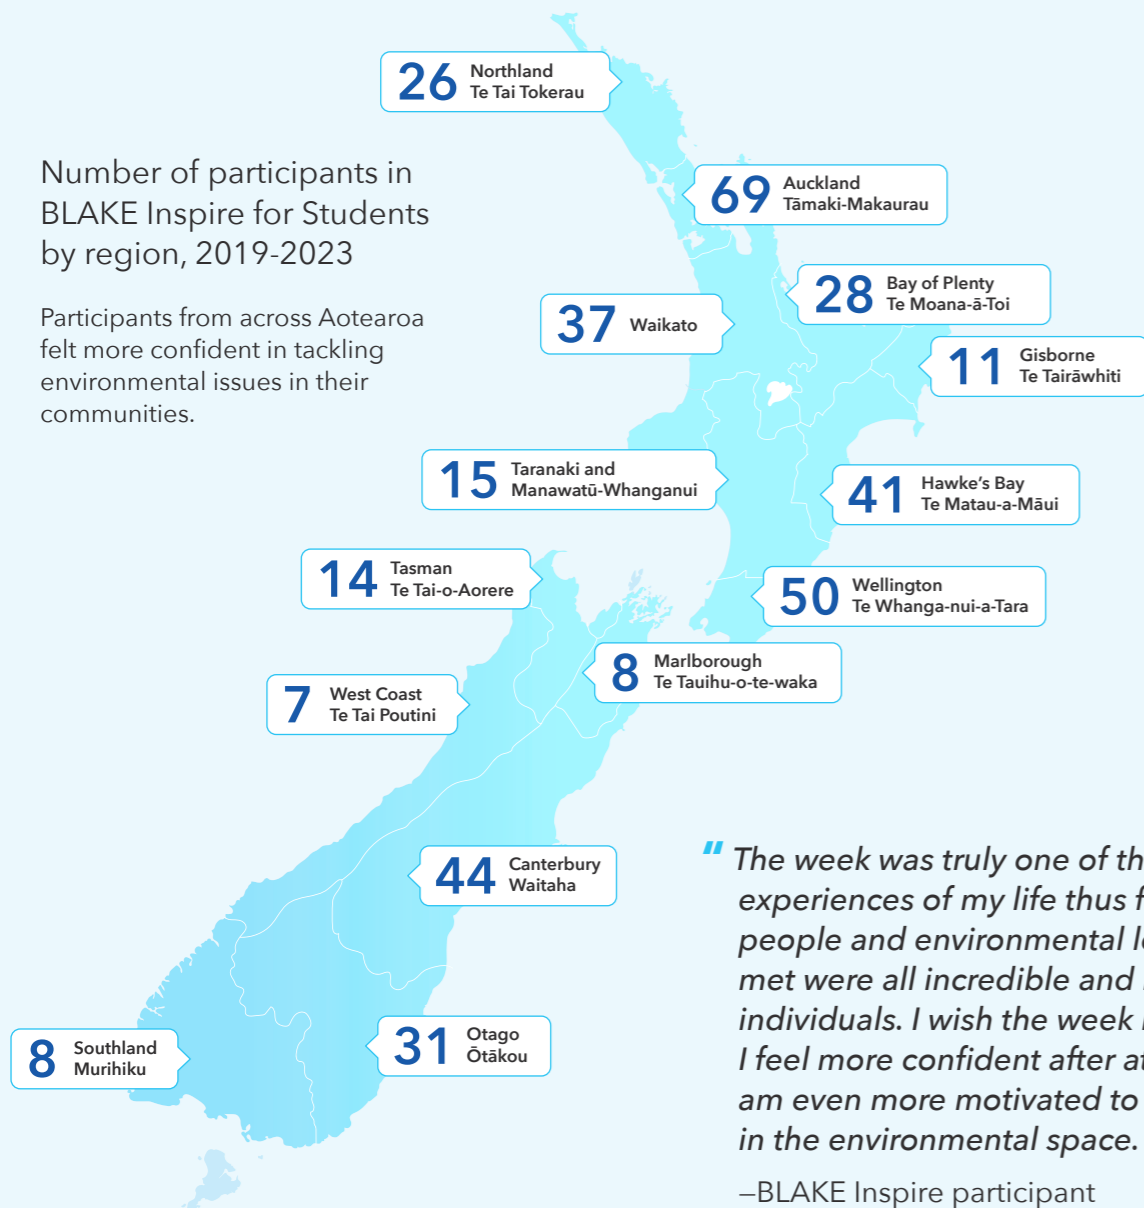 Number of participants in
BLAKE Inspire for Students
by region, 2019-2023
Participants from across Aotearoa
felt more confident in tackling
environmental issues in their
communities.
26 Northland
Te Tai Tokerau
69 Auckland
Tāmaki-Makaurau
28 Bay of Plenty
Te Moana-ā-Toi
37 Waikato
11 Gisborne
Te Tairāwhiti
15 Taranaki and
Manawatū-Whanganui
41 Hawke's Bay
Te Matau-a-Māui
14 Tasman
Te Tai-o-Aorere
50 Wellington
Te Whanga-nui-a-Tara
8 Marlborough
Te Tauihu-o-te-waka
7 West Coast
Te Tai Poutini
44 Canterbury
Waitaha
31 Otago
Ōtākou
8 Southland
Murihiku
" The week was truly one of th
experiences of my life thus f
people and environmental l
met were all incredible and
individuals. I wish the week
I feel more confident after at
am even more motivated to
in the environmental space.
—BLAKE Inspire participant